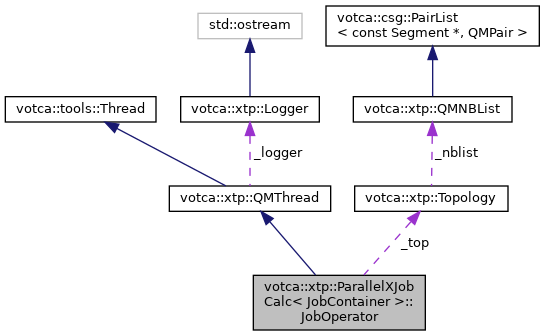 std::ostream
votca::csg::PairList
< const Segment *, QMPair >
votca::tools::Thread
votca::xtp::Logger
votca::xtp::QMNBList
_logger
_nblist
votca::xtp::QMThread
votca::xtp::Topology
_top
votca::xtp::ParallelXJob
Calc< JobContainer >::
JobOperator